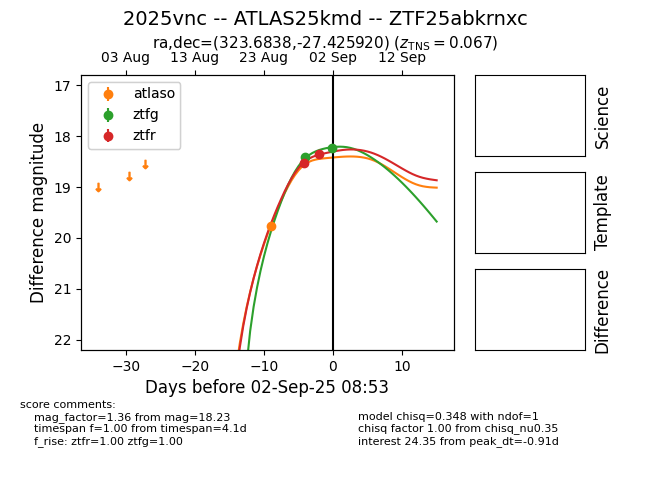 2025vnc -- ATLAS25kmd -- ZTF25abkrnxc
ra,dec=(323.6838,-27.425920) (z_TNS = 0.067)
03 Aug 13 Aug 23 Aug 02 Sep 12 Sep
atlaso
ztfg
ztfr
17
18
19
20
21
22
Difference magnitude
−30 −20 −10 0 10
Days before 02-Sep-25 08:53
Science
Template
Difference
score comments:
mag_factor=1.36 from mag=18.23
timespan f=1.00 from timespan=4.1d
f_rise: ztfr=1.00 ztfg=1.00
model chisq=0.348 with ndof=1
chisq factor 1.00 from chisq_nu0.35
interest 24.35 from peak_dt=-0.91d